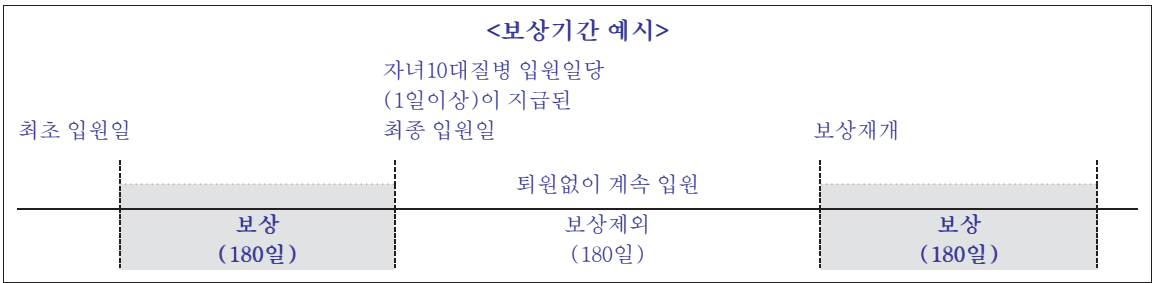 <보상기간 예시>
자녀10대질병 입원일당
(1일이상)이 지급된
최초 입원일
최종 입원일
보상재개
퇴원없이 계속 입원
보상
(180일)
보상제외
(180일)
보상
(180일)